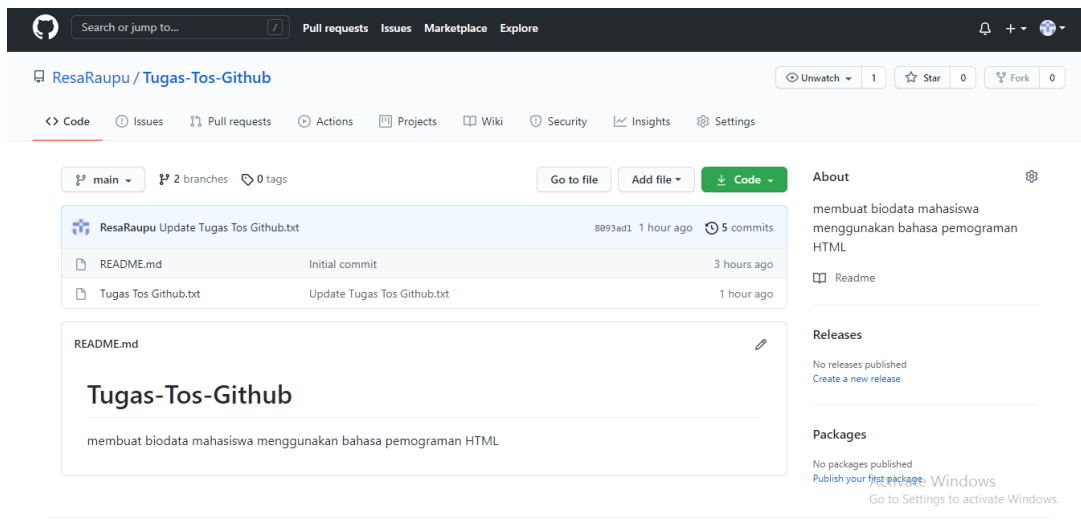 Search or jump to... /
Pull requests Issues Marketplace Explore
ResaRaupu / Tugas-Tos-Github
Unwatch 1 Star 0 Fork 0
Code Issues Pull requests Actions Projects Wiki Security Insights Settings
main 2 branches 0 tags
Go to file Add file Code
ResaRaupu Update Tugas Tos Github.txt 8093ad1 1 hour ago 5 commits
README.md Initial commit 3 hours ago
Tugas Tos Github.txt Update Tugas Tos Github.txt 1 hour ago
README.md
Tugas-Tos-Github
membuat biodata mahasiswa menggunakan bahasa pemograman HTML
About
membuat biodata mahasiswa
menggunakan bahasa pemograman
HTML
Readme
Releases
No releases published
Create a new release
Packages
No packages published
Publish your first package
Activate Windows
Go to Settings to activate Windows.